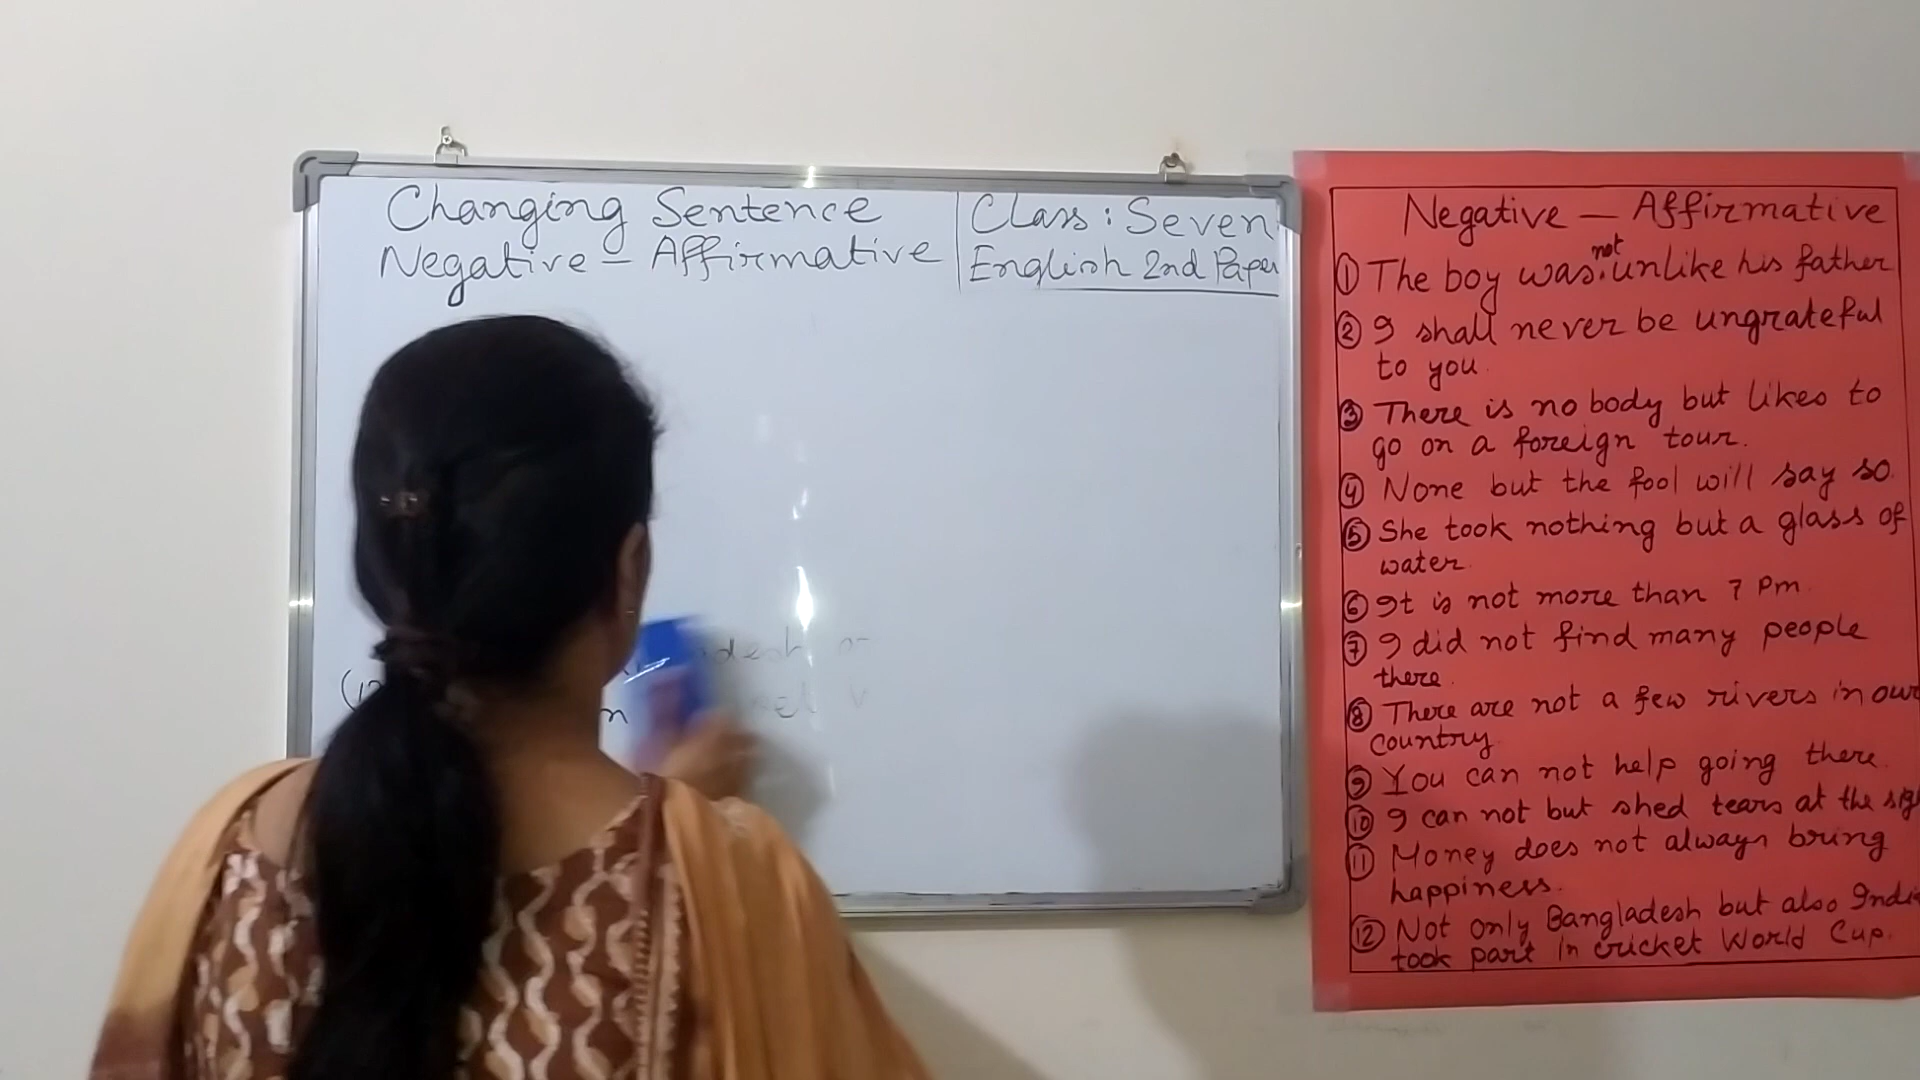 Changing Sentence
Negative – Affirmative
Class: Seven
English 2nd Paper
Negative – Affirmative
not
① The boy was unlike his father
② I shall never be ungrateful
to you.
③ There is nobody but likes to
go on a foreign tour.
④ None but the fool will say so.
⑤ She took nothing but a glass of
water.
⑥ It is not more than 7 Pm.
⑦ I did not find many people
there.
⑧ There are not a few rivers in our
country.
⑨ You can not help going there.
⑩ I can not but shed tears at the
⑪ Money does not always bring
happiness.
⑫ Not only Bangladesh but also India
took part in cricket World Cup.